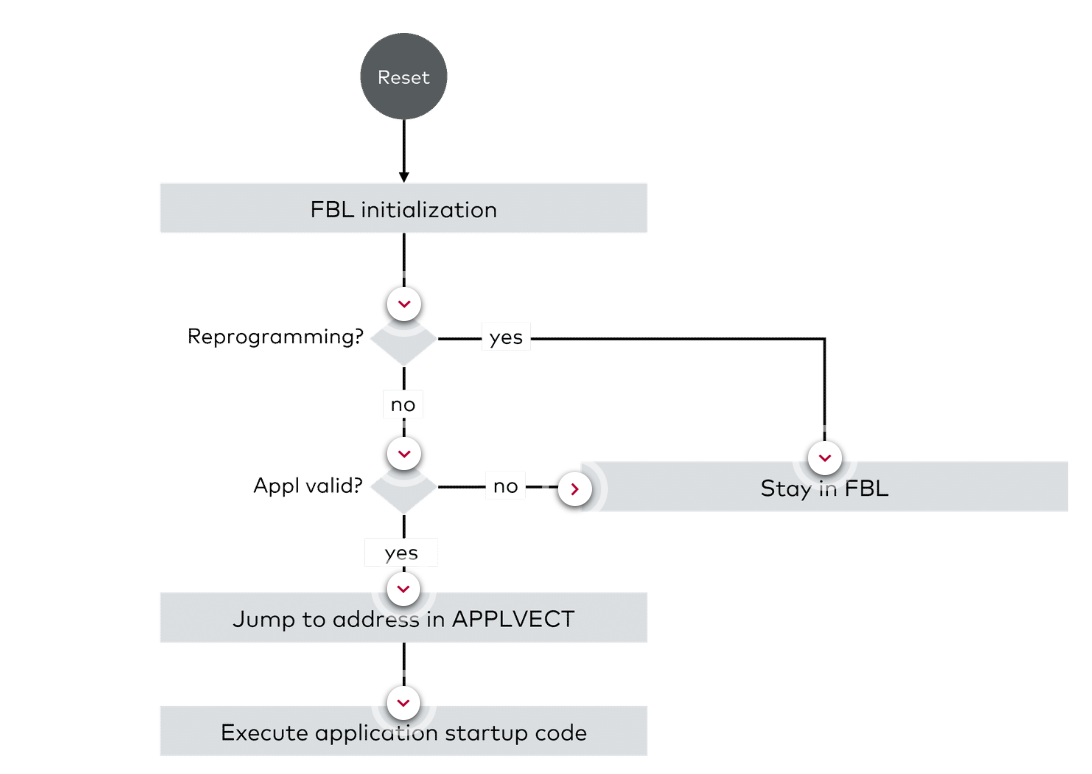 Reset
FBL initialization
Reprogramming?
yes
no
Appl valid?
no
Stay in FBL
yes
Jump to address in APPLVECT
Execute application startup code